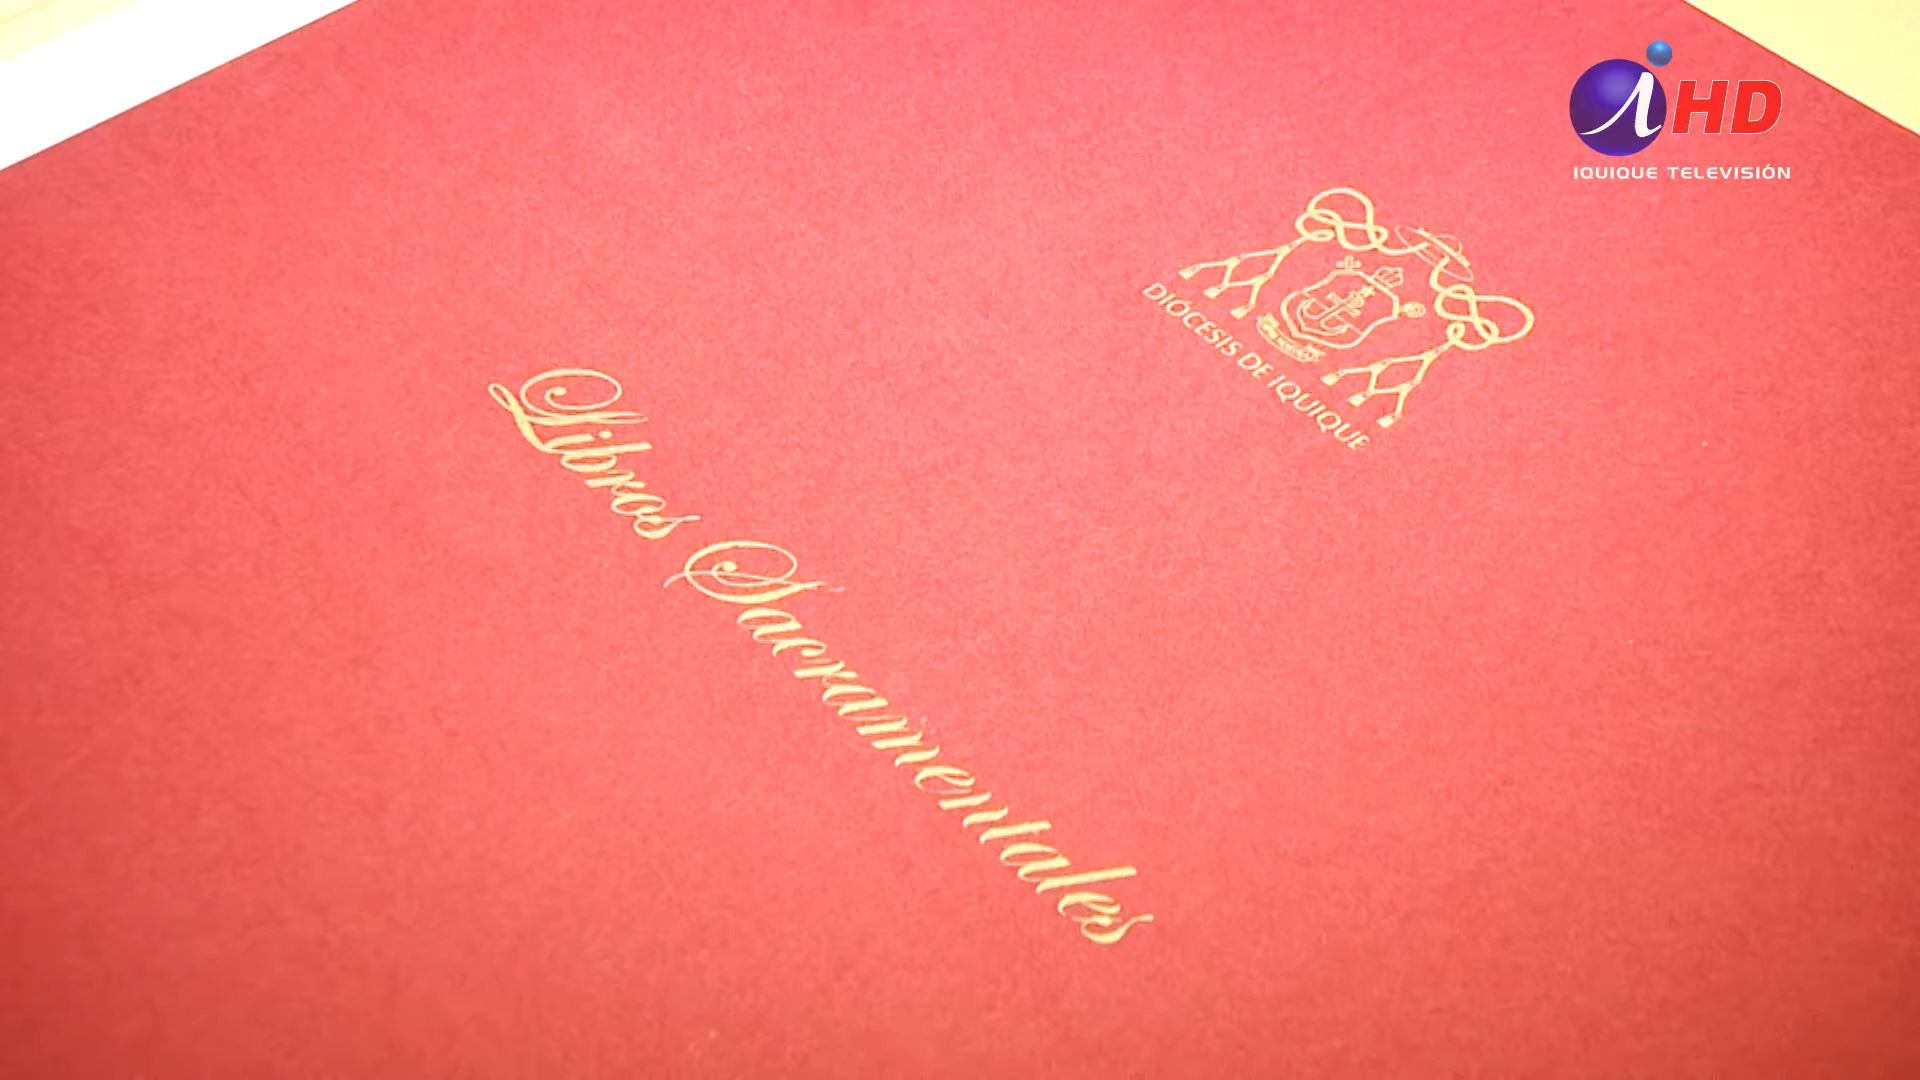 HD
IQUIQUE TELEVISIÓN
DIÓCESIS DE IQUIQUE
Libros Sacramentales